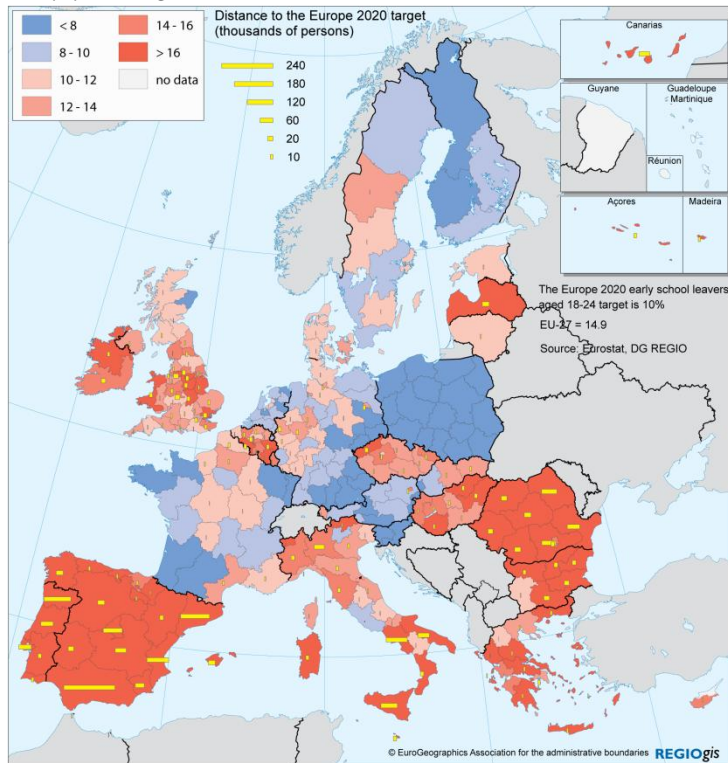 < 8
8 - 10
10 - 12
12 - 14
14 - 16
> 16
no data
Distance to the Europe 2020 target
(thousands of persons)
240
180
120
60
20
10
Canarias
Guyane
Guadeloupe
Martinique
Réunion
Açores
Madeira
The Europe 2020 early school leavers
aged 18-24 target is 10%
EU-27 = 14.9
Source: Eurostat, DG REGIO
© EuroGeographics Association for the administrative boundaries
REGIOgis